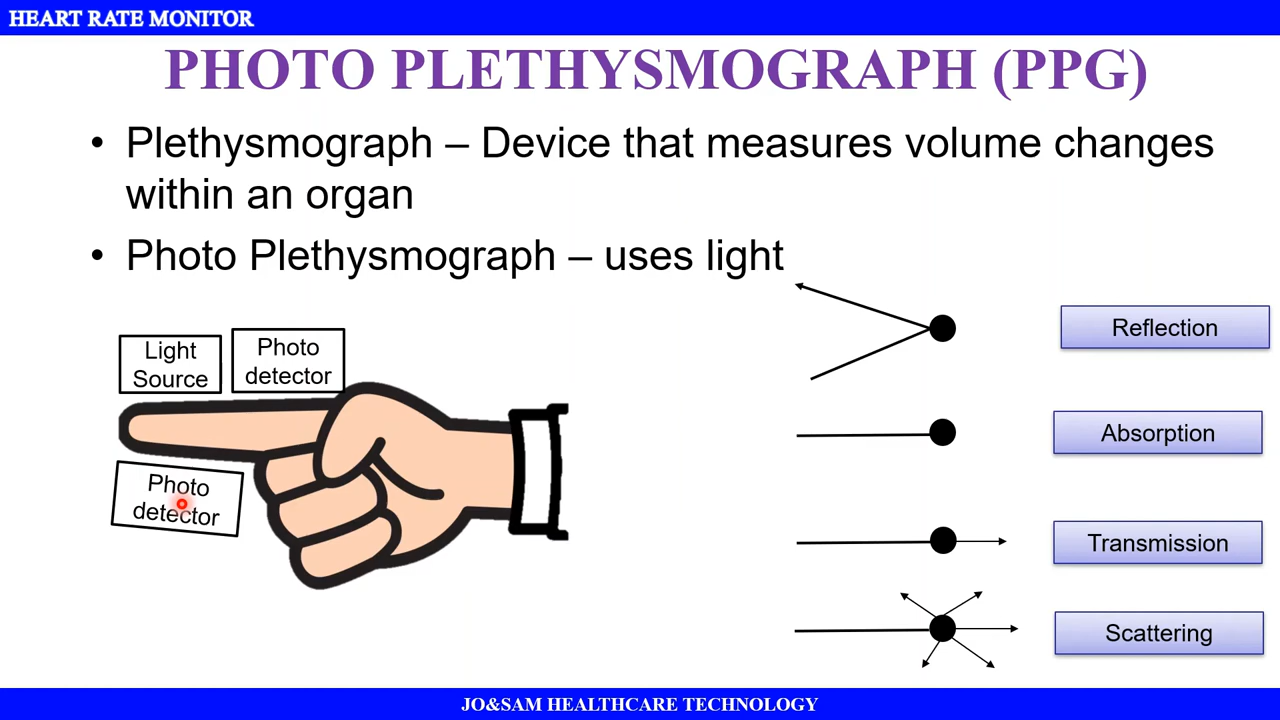 HEART RATE MONITOR
PHOTO PLETHYSMOGRAPH (PPG)
• Plethysmograph – Device that measures volume changes
within an organ
• Photo Plethysmograph – uses light
Light
Source
Photo
detector
Photo
detector
Reflection
Absorption
Transmission
Scattering
JO&SAM HEALTHCARE TECHNOLOGY